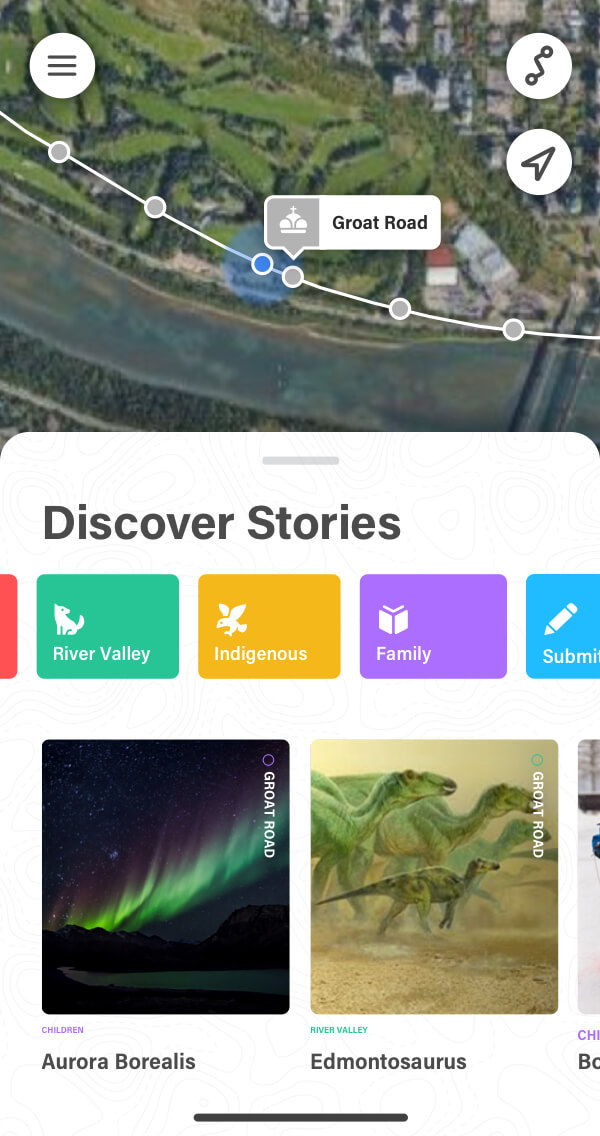 Groat Road
Discover Stories
River Valley
Indigenous
Family
Submit
GROAT ROAD
GROAT ROAD
CHILDREN
RIVER VALLEY
CHI
Aurora Borealis
Edmontosaurus
Bo